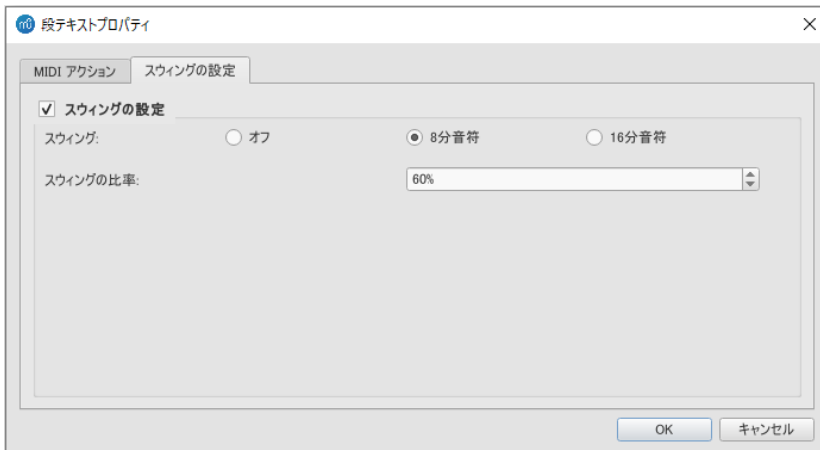 段テキストプロパティ
MIDI アクション スウィングの設定
スウィングの設定
スウィング: オフ 8分音符 16分音符
スウィングの比率: 60%
OK キャンセル